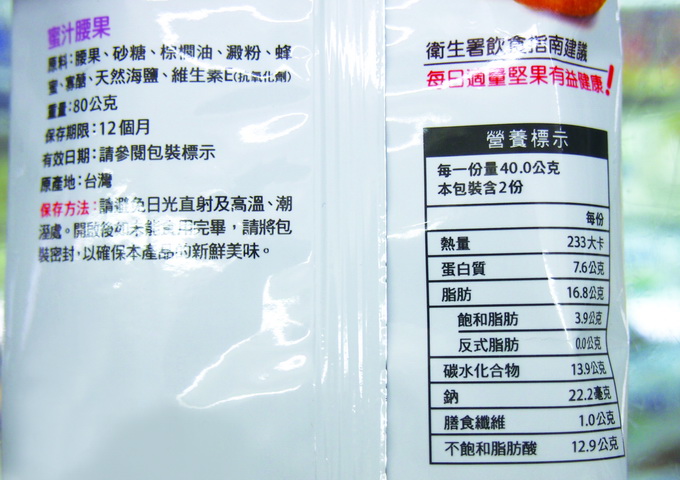 蜜汁腰果
原料：腰果、砂糖、棕櫚油、澱粉、蜂
蜜、寡醣、天然海鹽、維生素E(抗氧化劑)
重量：80公克
保存期限：12個月
有效日期：請參閱包裝標示
原產地：台灣
保存方法：請避免日光直射及高溫、潮
溼處。開啟後如未能食用完畢，請將包
裝密封，以確保本產品的新鮮美味。
衛生署飲食指南建議
每日適量堅果有益健康！
營養標示
每一份量40.0公克
本包裝含2份
每份
熱量 233大卡
蛋白質 7.6公克
脂肪 16.8公克
飽和脂肪 3.9公克
反式脂肪 0.0公克
碳水化合物 13.9公克
鈉 22.2毫克
膳食纖維 1.0公克
不飽和脂肪酸 12.9公克